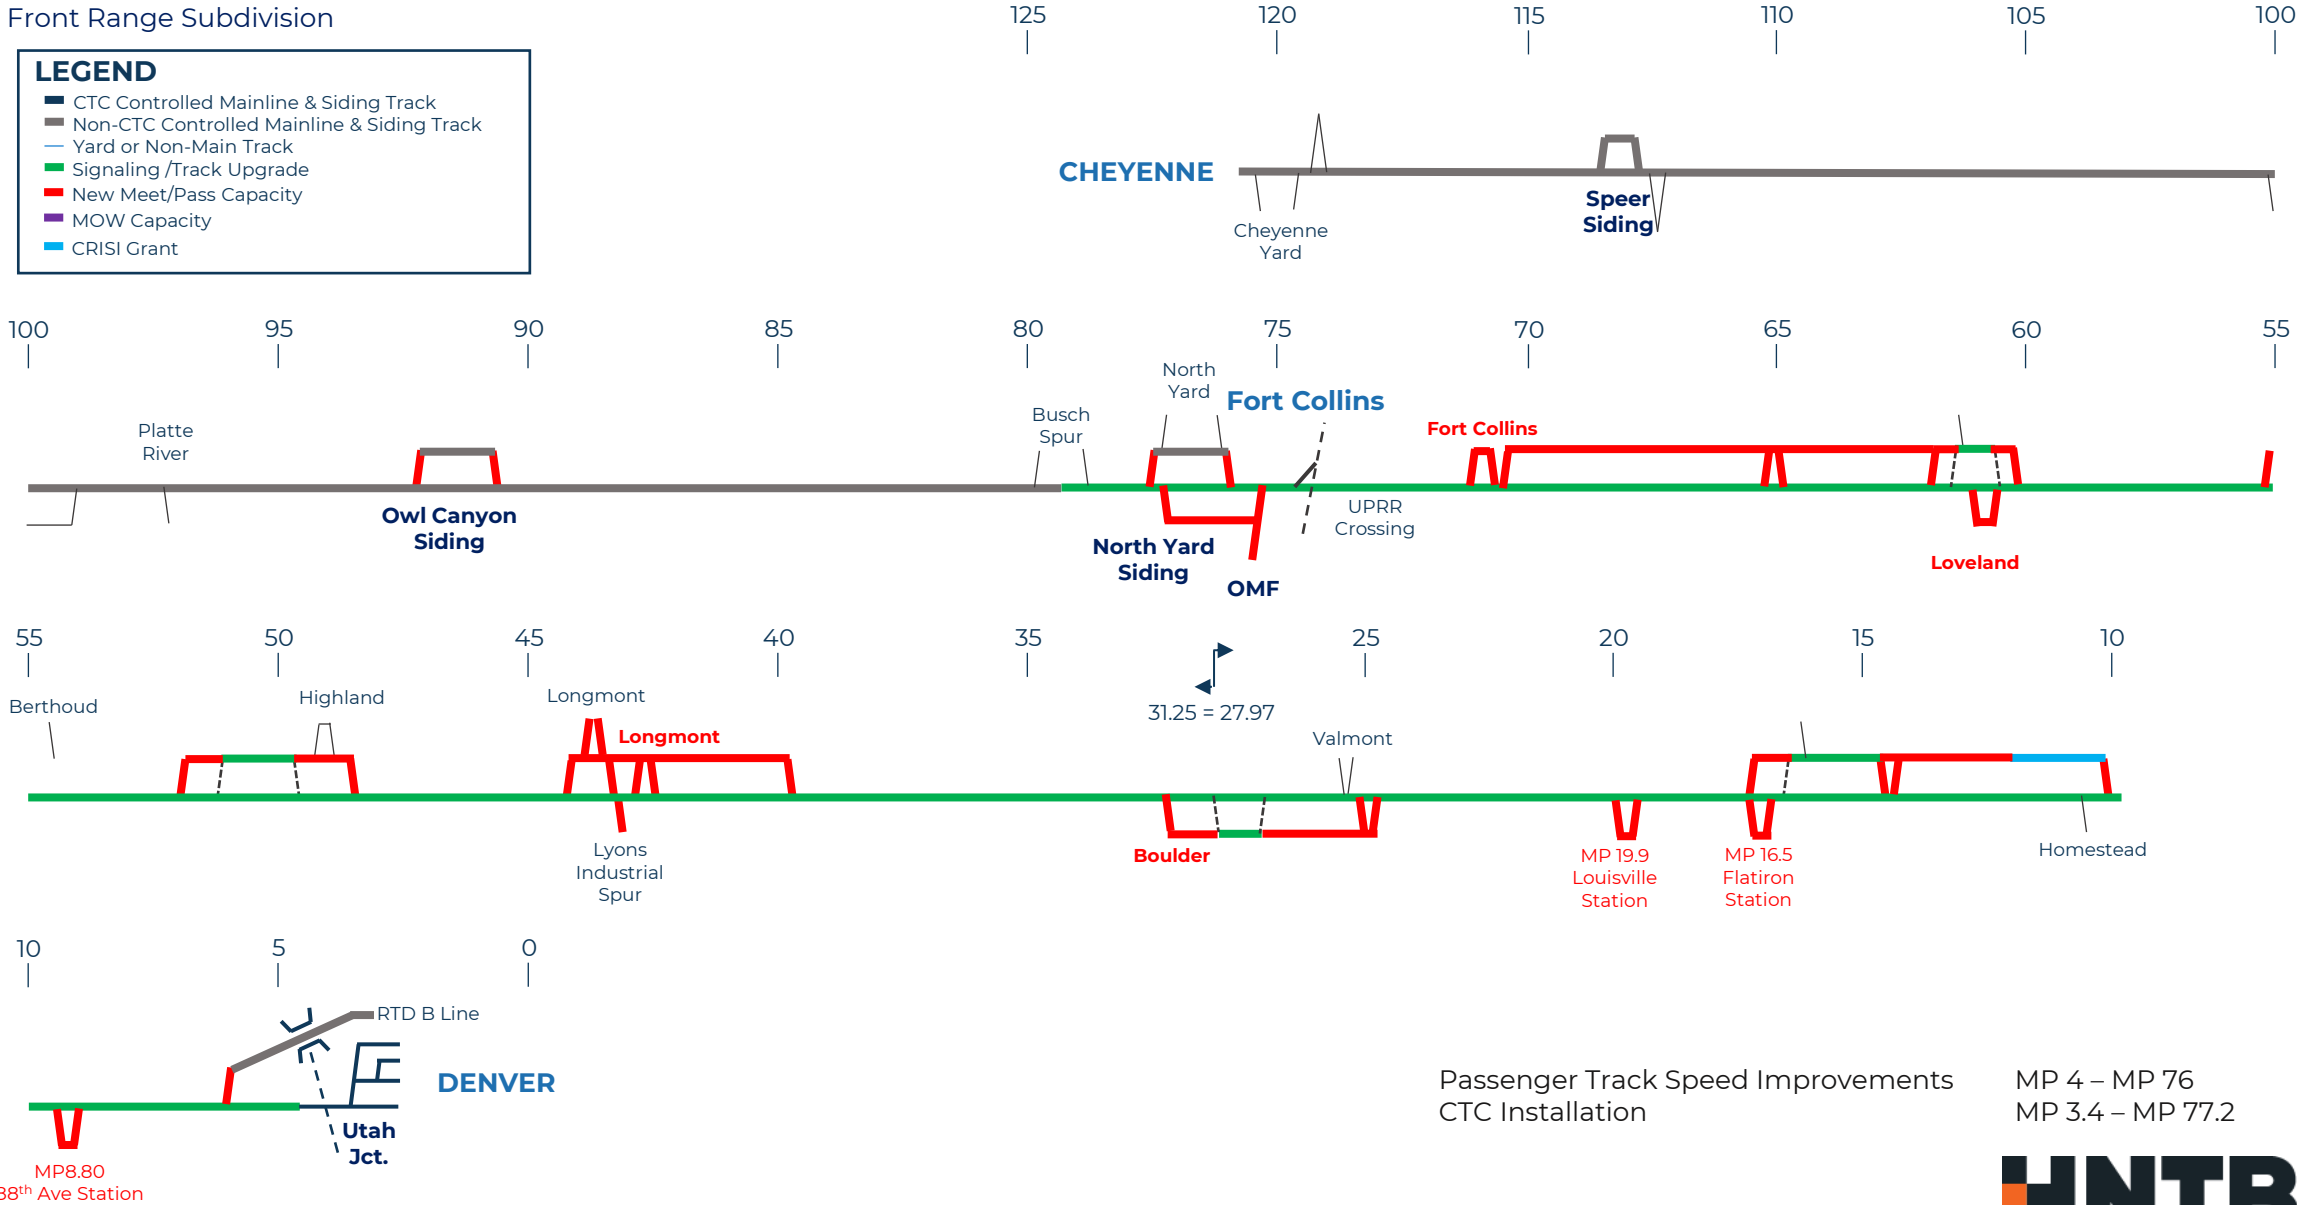 Front Range Subdivision
125 120 115 110 105 100
LEGEND
CTC Controlled Mainline & Siding Track
Non-CTC Controlled Mainline & Siding Track
Yard or Non-Main Track
Signaling /Track Upgrade
New Meet/Pass Capacity
MOW Capacity
CRISI Grant
CHEYENNE
Cheyenne
Yard
Speer
Siding
100 95 90 85 80 75 70 65 60 55
Platte
River
Owl Canyon
Siding
Busch
Spur
North
Yard
Fort Collins
North Yard
Siding
OMF
UPRR
Crossing
Fort Collins
Loveland
55 50 45 40 35 25 20 15 10
Berthoud
Highland
Longmont
Longmont
Lyons
Industrial
Spur
31.25 = 27.97
Valmont
Boulder
MP 19.9
Louisville
Station
MP 16.5
Flatiron
Station
Homestead
10 5 0
RTD B Line
DENVER
Utah
Jct.
MP8.80
88th Ave Station
Passenger Track Speed Improvements MP 4 – MP 76
CTC Installation MP 3.4 – MP 77.2
HNTB